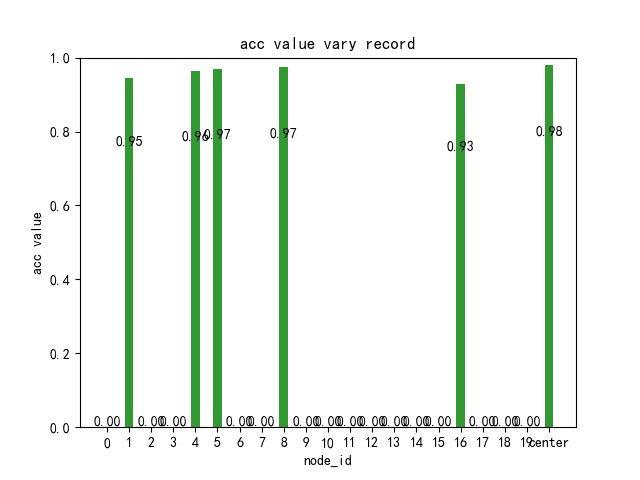 acc value vary record
1.0
0.8
0.6
0.4
0.2
0.0
acc value
0.00 0.95 0.00 0.00 0.96 0.97 0.00 0.00 0.97 0.00 0.00 0.00 0.00 0.00 0.00 0.00 0.93 0.00 0.00 0.00 0.98
0 1 2 3 4 5 6 7 8 9 10 11 12 13 14 15 16 17 18 19 center
node_id